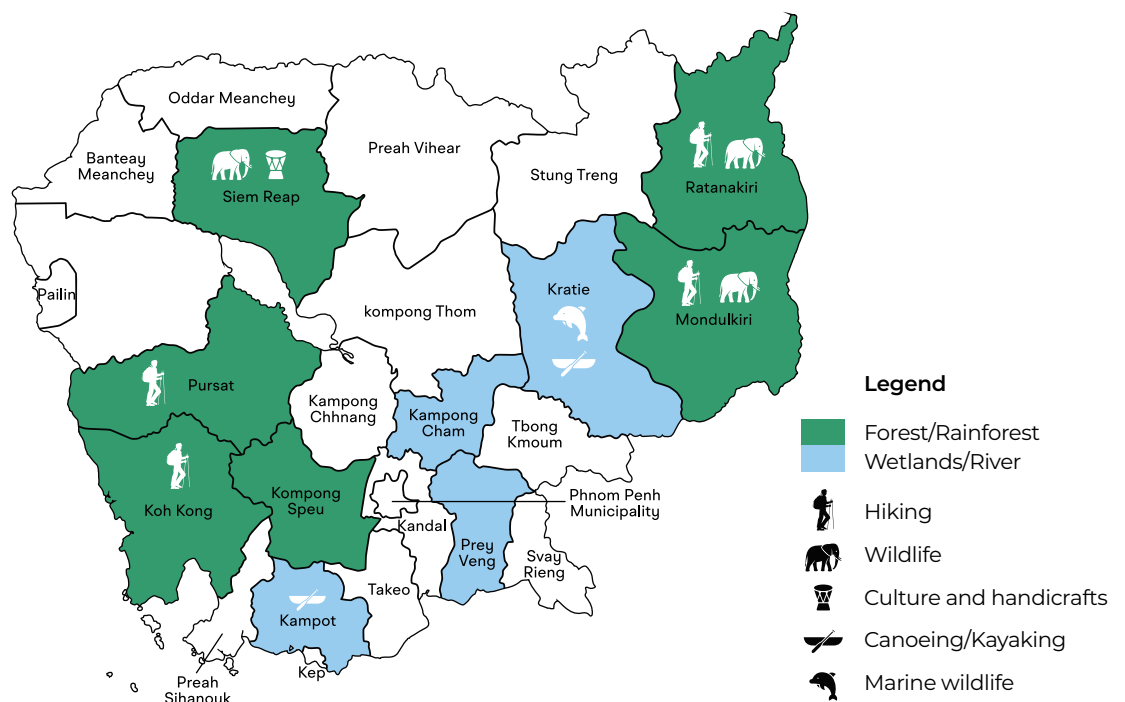 Oddar Meanchey
Banteay
Meanchey
Preah Vihear
Siem Reap
Stung Treng
Ratanakiri
Pailin
kompong Thom
Kratie
Mondulkiri
Pursat
Kampong
Chhnang
Kampong
Cham
Tbong
Kmoum
Koh Kong
Kompong
Speu
Phnom Penh
Municipality
Kandal
Prey
Veng
Svay
Rieng
Takeo
Kampot
Kep
Preah
Sihanouk
Legend
Forest/Rainforest
Wetlands/River
Hiking
Wildlife
Culture and handicrafts
Canoeing/Kayaking
Marine wildlife